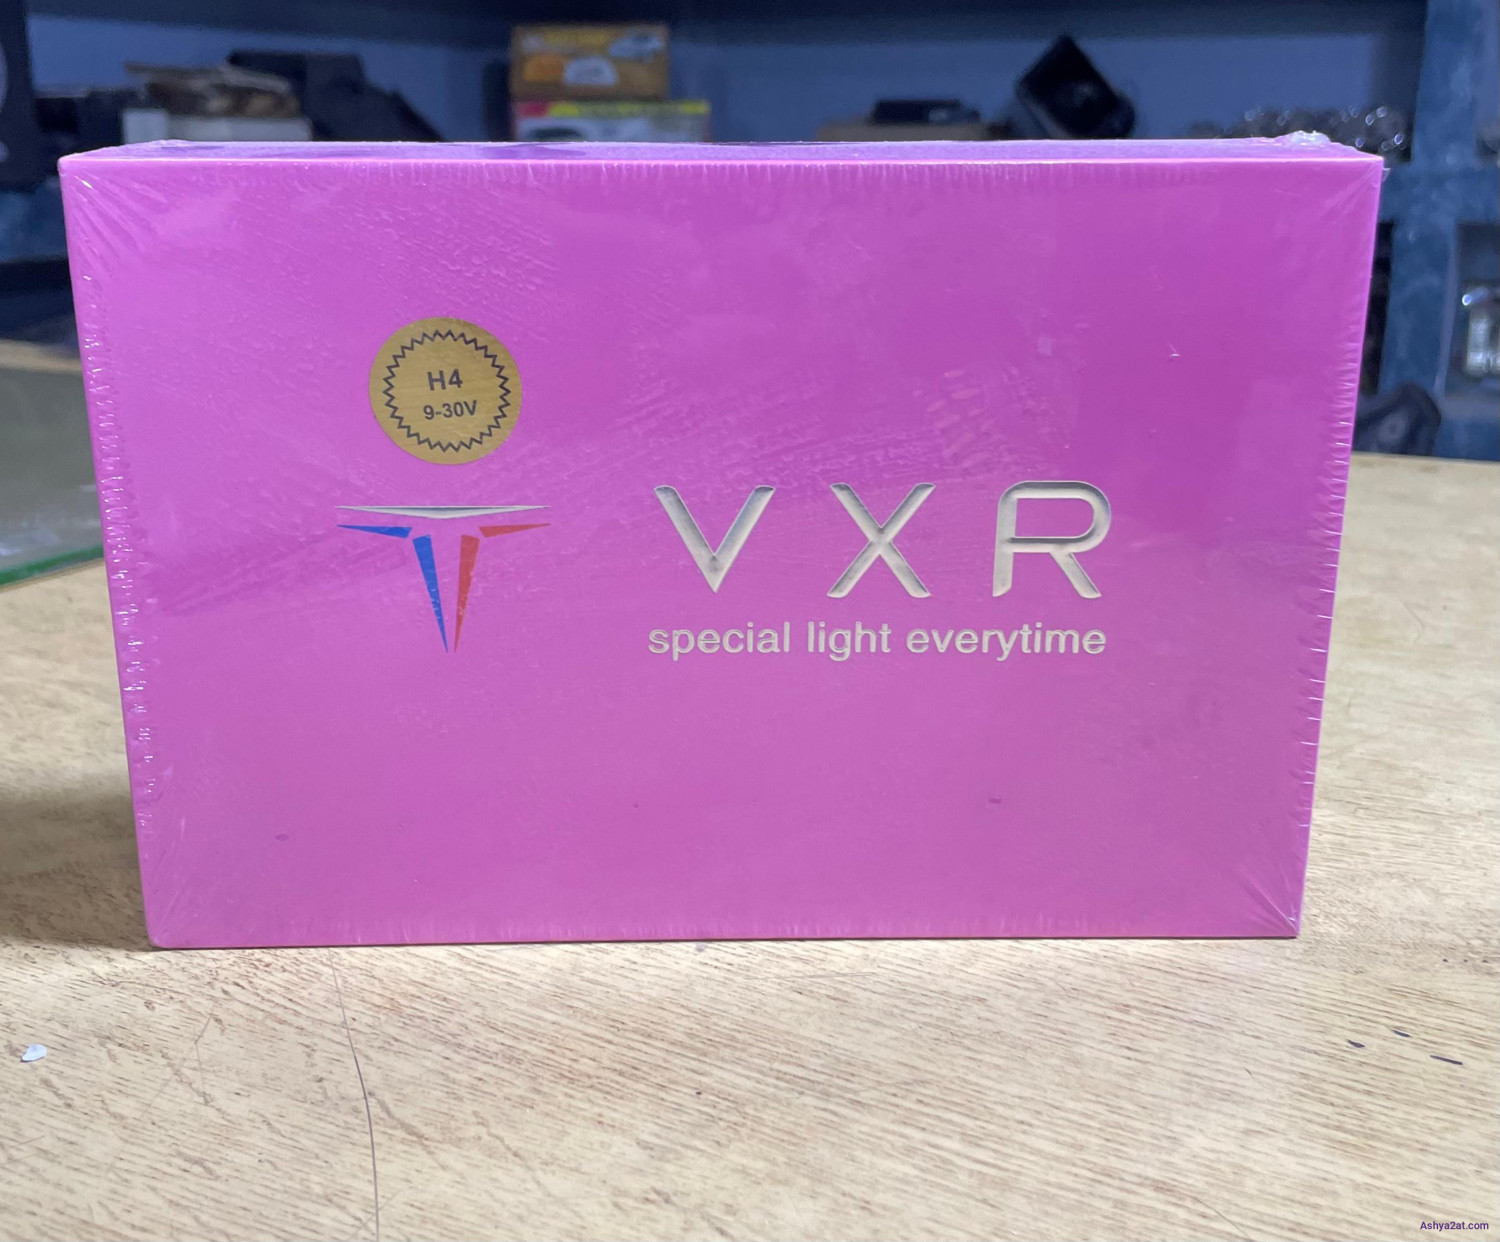 H4
9-30V
VXR
special light everytime
Ashya2at.com